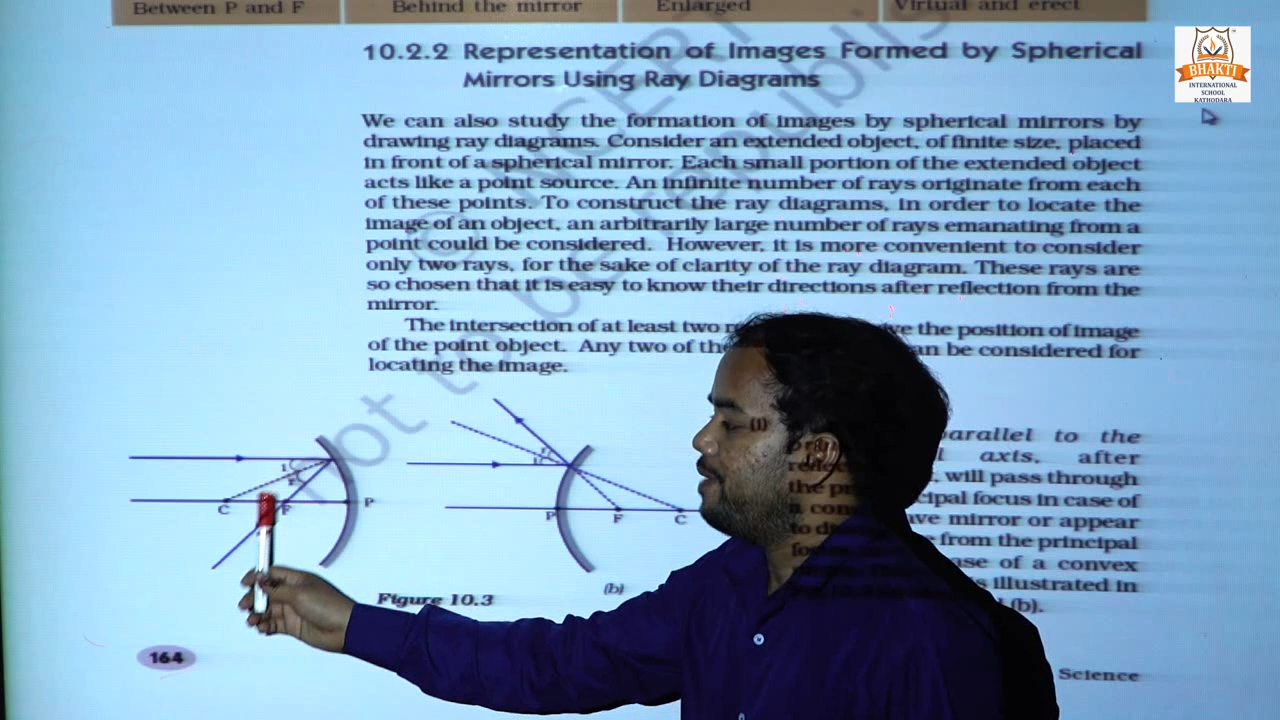 Between P and F Behind the mirror Enlarged Virtual and erect
10.2.2 Representation of Images Formed by Spherical
Mirrors Using Ray Diagrams
BHAKTI
INTERNATIONAL
SCHOOL
KATHODARA
We can also study the formation of images by spherical mirrors by
drawing ray diagrams. Consider an extended object, of finite size, placed
in front of a spherical mirror. Each small portion of the extended object
acts like a point source. An infinite number of rays originate from each
of these points. To construct the ray diagrams, in order to locate the
image of an object, an arbitrarily large number of rays emanating from a
point could be considered. However, it is more convenient to consider
only two rays, for the sake of clarity of the ray diagram. These rays are
so chosen that it is easy to know their directions after reflection from the
mirror.
The intersection of at least two the position of image
of the point object. Any two of the can be considered for
locating the image.
© NCERT
not to be republis
(i)
parallel to the
axis, after
will pass through
the cipal focus in case of
a mirror or appear
from the principal
of a convex
is illustrated in
(b).
C F P
P F C
(b)
Figure 10.3
164
Science